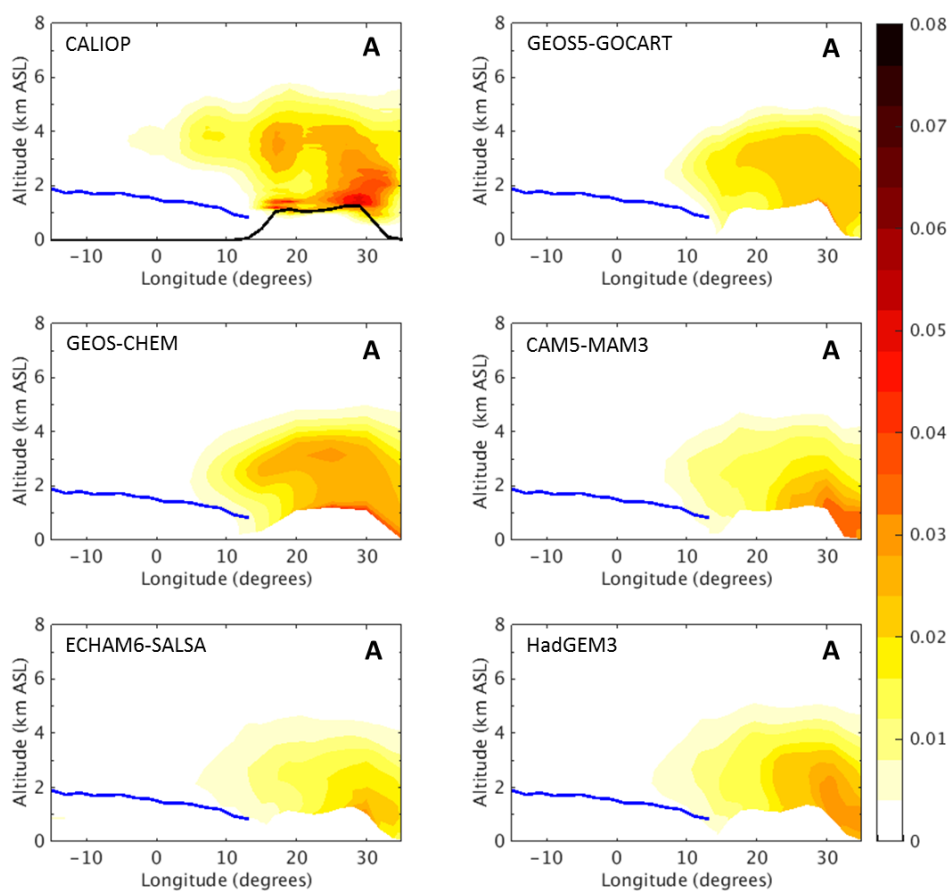 CALIOP
A
8
6
4
2
0
Altitude (km ASL)
-10
0
10
20
30
Longitude (degrees)
GEOS5-GOCART
A
8
6
4
2
0
Altitude (km ASL)
-10
0
10
20
30
Longitude (degrees)
GEOS-CHEM
A
8
6
4
2
0
Altitude (km ASL)
-10
0
10
20
30
Longitude (degrees)
CAM5-MAM3
A
8
6
4
2
0
Altitude (km ASL)
-10
0
10
20
30
Longitude (degrees)
ECHAM6-SALSA
A
8
6
4
2
0
Altitude (km ASL)
-10
0
10
20
30
Longitude (degrees)
HadGEM3
A
8
6
4
2
0
Altitude (km ASL)
-10
0
10
20
30
Longitude (degrees)
0.08
0.07
0.06
0.05
0.04
0.03
0.02
0.01
0